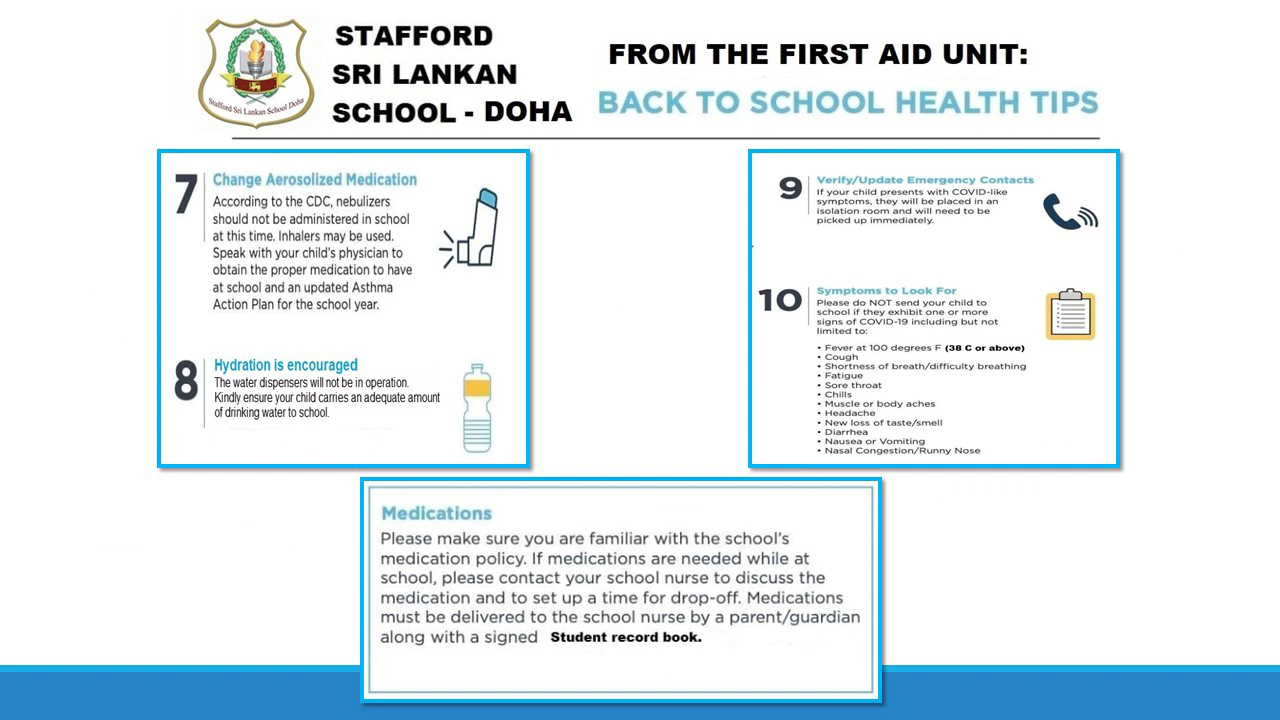 Stafford Sri Lankan School Doha
STAFFORD
SRI LANKAN
SCHOOL - DOHA
FROM THE FIRST AID UNIT:
BACK TO SCHOOL HEALTH TIPS
7
Change Aerosolized Medication
According to the CDC, nebulizers
should not be administered in school
at this time. Inhalers may be used.
Speak with your child's physician to
obtain the proper medication to have
at school and an updated Asthma
Action Plan for the school year.
8
Hydration is encouraged
The water dispensers will not be in operation.
Kindly ensure your child carries an adequate amount
of drinking water to school.
9
Verify/Update Emergency Contacts
If your child presents with COVID-like
symptoms, they will be placed in an
isolation room and will need to be
picked up immediately.
10
Symptoms to Look For
Please do NOT send your child to
school if they exhibit one or more
signs of COVID-19 including but not
limited to:
• Fever at 100 degrees F (38 C or above)
• Cough
• Shortness of breath/difficulty breathing
• Fatigue
• Sore throat
• Chills
• Muscle or body aches
• Headache
• New loss of taste/smell
• Diarrhea
• Nausea or Vomiting
• Nasal Congestion/Runny Nose
Medications
Please make sure you are familiar with the school's
medication policy. If medications are needed while at
school, please contact your school nurse to discuss the
medication and to set up a time for drop-off. Medications
must be delivered to the school nurse by a parent/guardian
along with a signed Student record book.